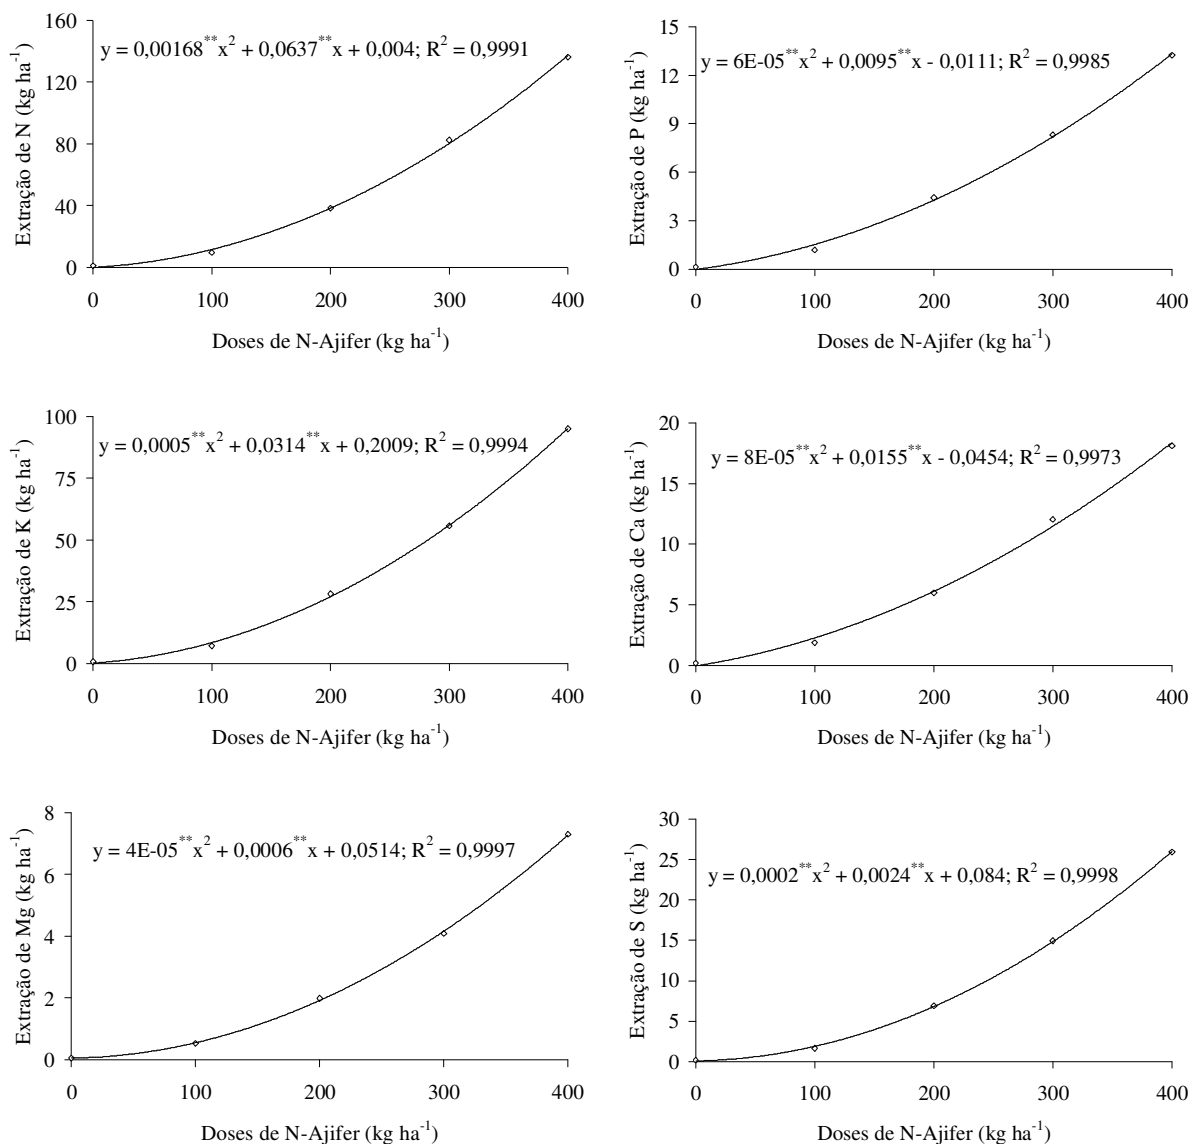 y = 0,00168**x² + 0,0637**x + 0,004; R² = 0,9991
Extração de N (kg ha⁻¹)
160
120
80
40
0
0 100 200 300 400
Doses de N-Ajifer (kg ha⁻¹)
y = 6E-05**x² + 0,0095**x - 0,0111; R² = 0,9985
Extração de P (kg ha⁻¹)
15
12
9
6
3
0
0 100 200 300 400
Doses de N-Ajifer (kg ha⁻¹)
y = 0,0005**x² + 0,0314**x + 0,2009; R² = 0,9994
Extração de K (kg ha⁻¹)
100
75
50
25
0
0 100 200 300 400
Doses de N-Ajifer (kg ha⁻¹)
y = 8E-05**x² + 0,0155**x - 0,0454; R² = 0,9973
Extração de Ca (kg ha⁻¹)
20
15
10
5
0
0 100 200 300 400
Doses de N-Ajifer (kg ha⁻¹)
y = 4E-05**x² + 0,0006**x + 0,0514; R² = 0,9997
Extração de Mg (kg ha⁻¹)
8
6
4
2
0
0 100 200 300 400
Doses de N-Ajifer (kg ha⁻¹)
y = 0,0002**x² + 0,0024**x + 0,084; R² = 0,9998
Extração de S (kg ha⁻¹)
30
25
20
15
10
5
0
0 100 200 300 400
Doses de N-Ajifer (kg ha⁻¹)